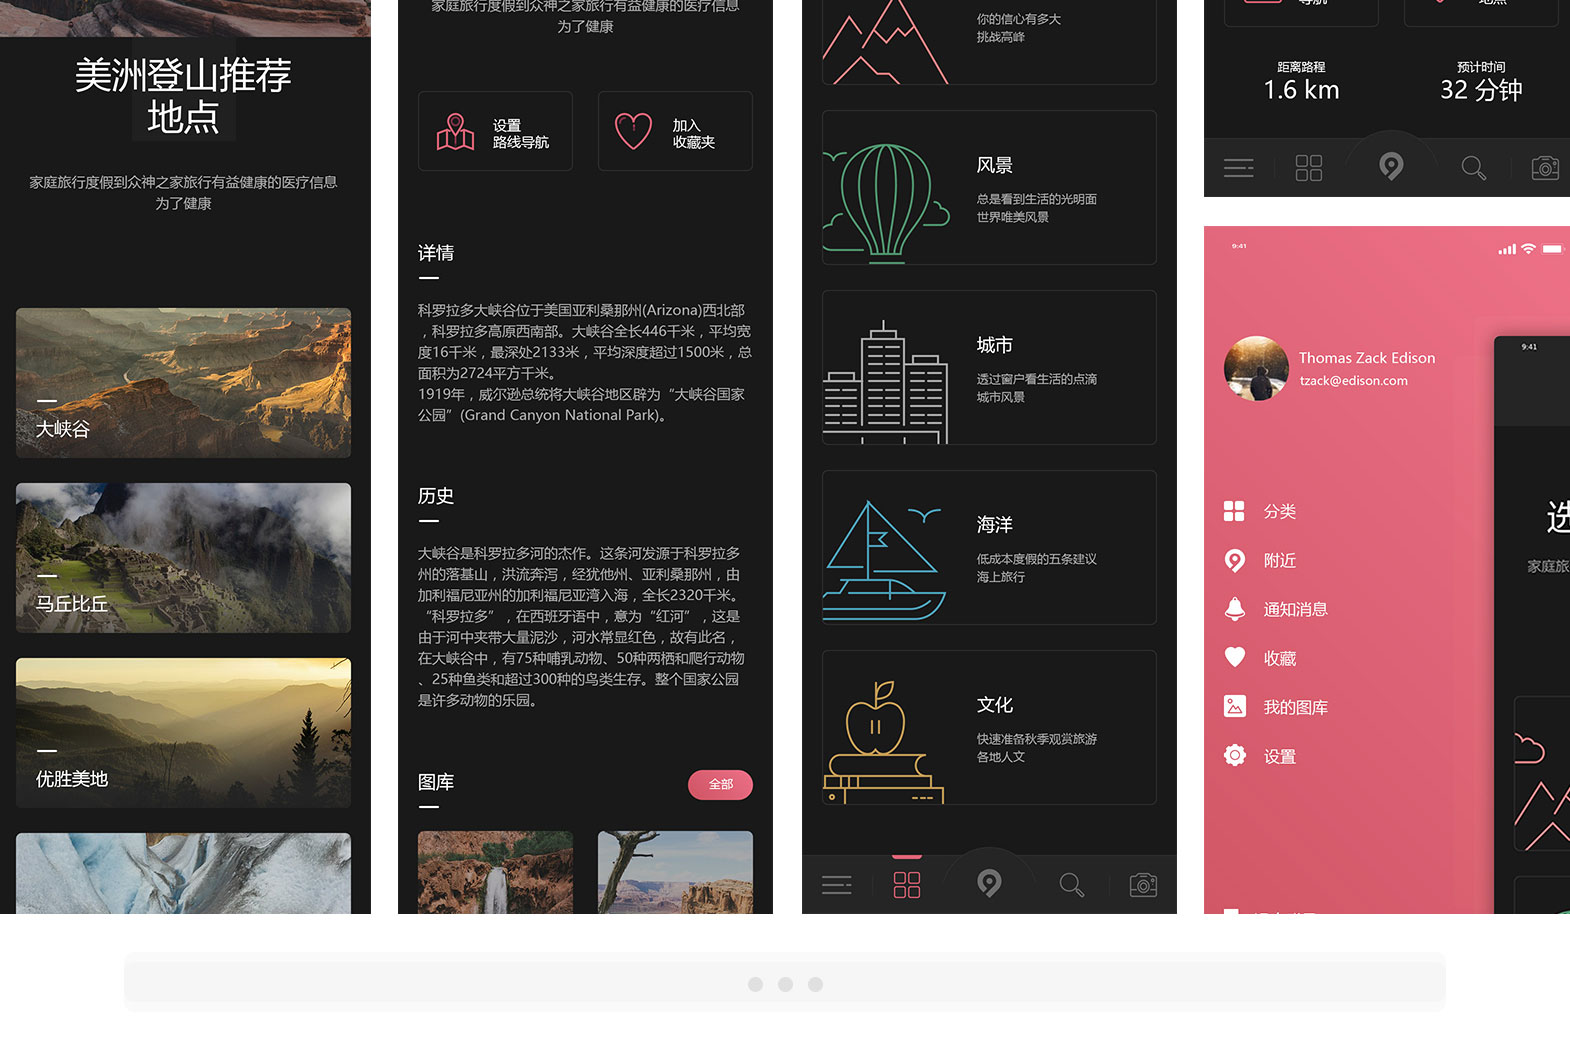 美洲登山推荐
地点
家庭旅行度假到众神之家旅行有益健康的医疗信息
为了健康
大峡谷
马丘比丘
优胜美地
家庭旅行度假到众神之家旅行有益健康的医疗信息
为了健康
设置
路线导航
加入
收藏夹
详情
科罗拉多大峡谷位于美国亚利桑那州(Arizona)西北部
，科罗拉多高原西南部。大峡谷全长446千米，平均宽
度16千米，最深处2133米，平均深度超过1500米，总
面积为2724平方千米。
1919年，威尔逊总统将大峡谷地区辟为“大峡谷国家
公园”(Grand Canyon National Park)。
历史
大峡谷是科罗拉多河的杰作。这条河发源于科罗拉多
州的落基山，洪流奔泻，经犹他州、亚利桑那州，由
加利福尼亚州的加利福尼亚湾入海，全长2320千米。
“科罗拉多”，在西班牙语中，意为“红河”，这是
由于河中夹带大量泥沙，河水常显红色，故有此名，
在大峡谷中，有75种哺乳动物、50种两栖和爬行动物
、25种鱼类和超过300种的鸟类生存。整个国家公园
是许多动物的乐园。
图库
全部
你的信心有多大
挑战高峰
风景
总是看到生活的光明面
世界唯美风景
城市
透过窗户看生活的点滴
城市风景
海洋
低成本度假的五条建议
海上旅行
文化
快速准备秋季观赏旅游
各地人文
导航
地点
距离路程
1.6 km
预计时间
32 分钟
9:41
Thomas Zack Edison
tzack@edison.com
分类
附近
通知消息
收藏
我的图库
设置
9:41
选
家庭旅